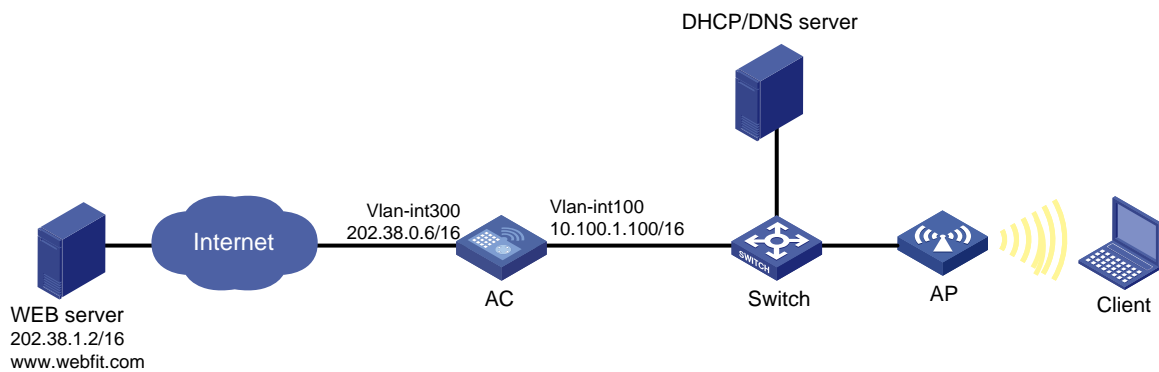 DHCP/DNS server
Vlan-int300
202.38.0.6/16
Vlan-int100
10.100.1.100/16
Internet
SWITCH
AC
Switch
AP
Client
WEB server
202.38.1.2/16
www.webfit.com